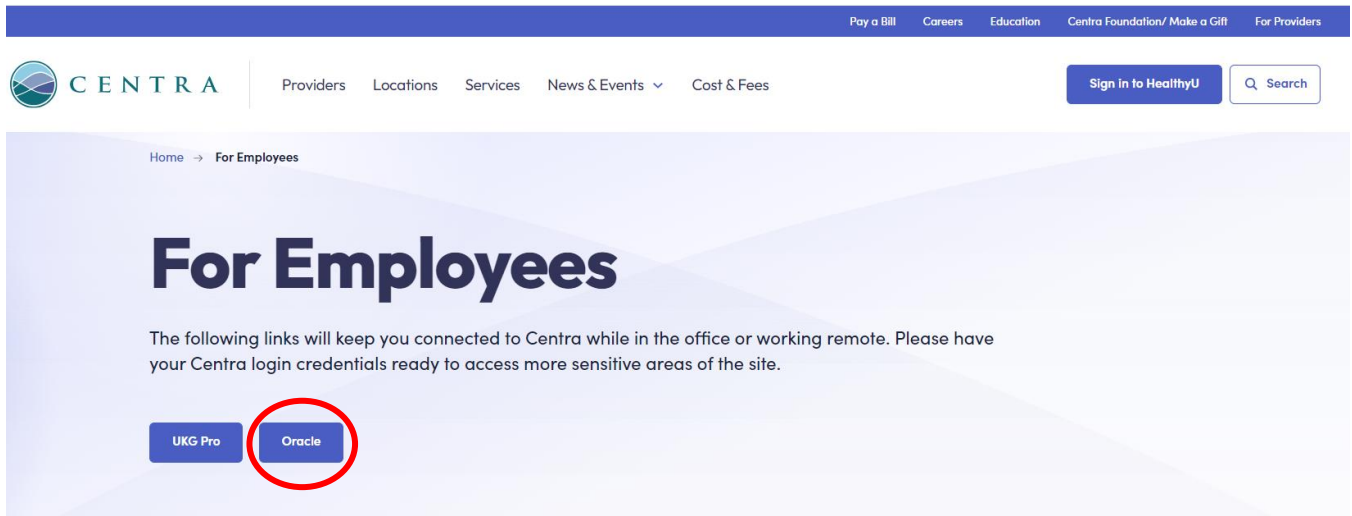 Pay a Bill Careers Education Centra Foundation/ Make a Gift For Providers
CENTRA Providers Locations Services News & Events Cost & Fees Sign in to HealthyU Search
Home → For Employees
For Employees
The following links will keep you connected to Centra while in the office or working remote. Please have
your Centra login credentials ready to access more sensitive areas of the site.
UKG Pro Oracle